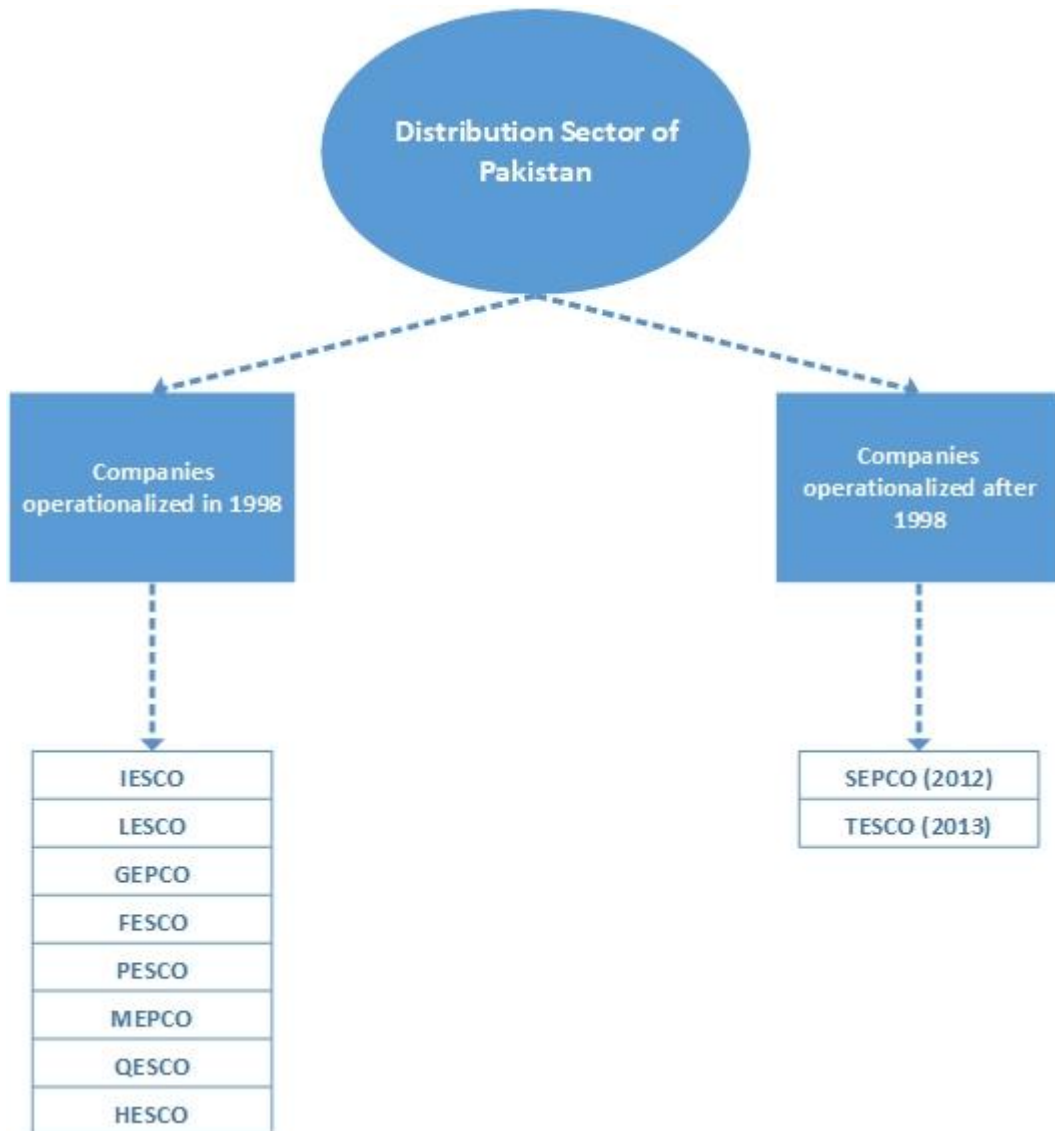 Distribution Sector of
Pakistan
Companies
operationalized in 1998
Companies
operationalized after
1998
IESCO
LESCO
GEPCO
FESCO
PESCO
MEPCO
QESCO
HESCO
SEPCO (2012)
TESCO (2013)